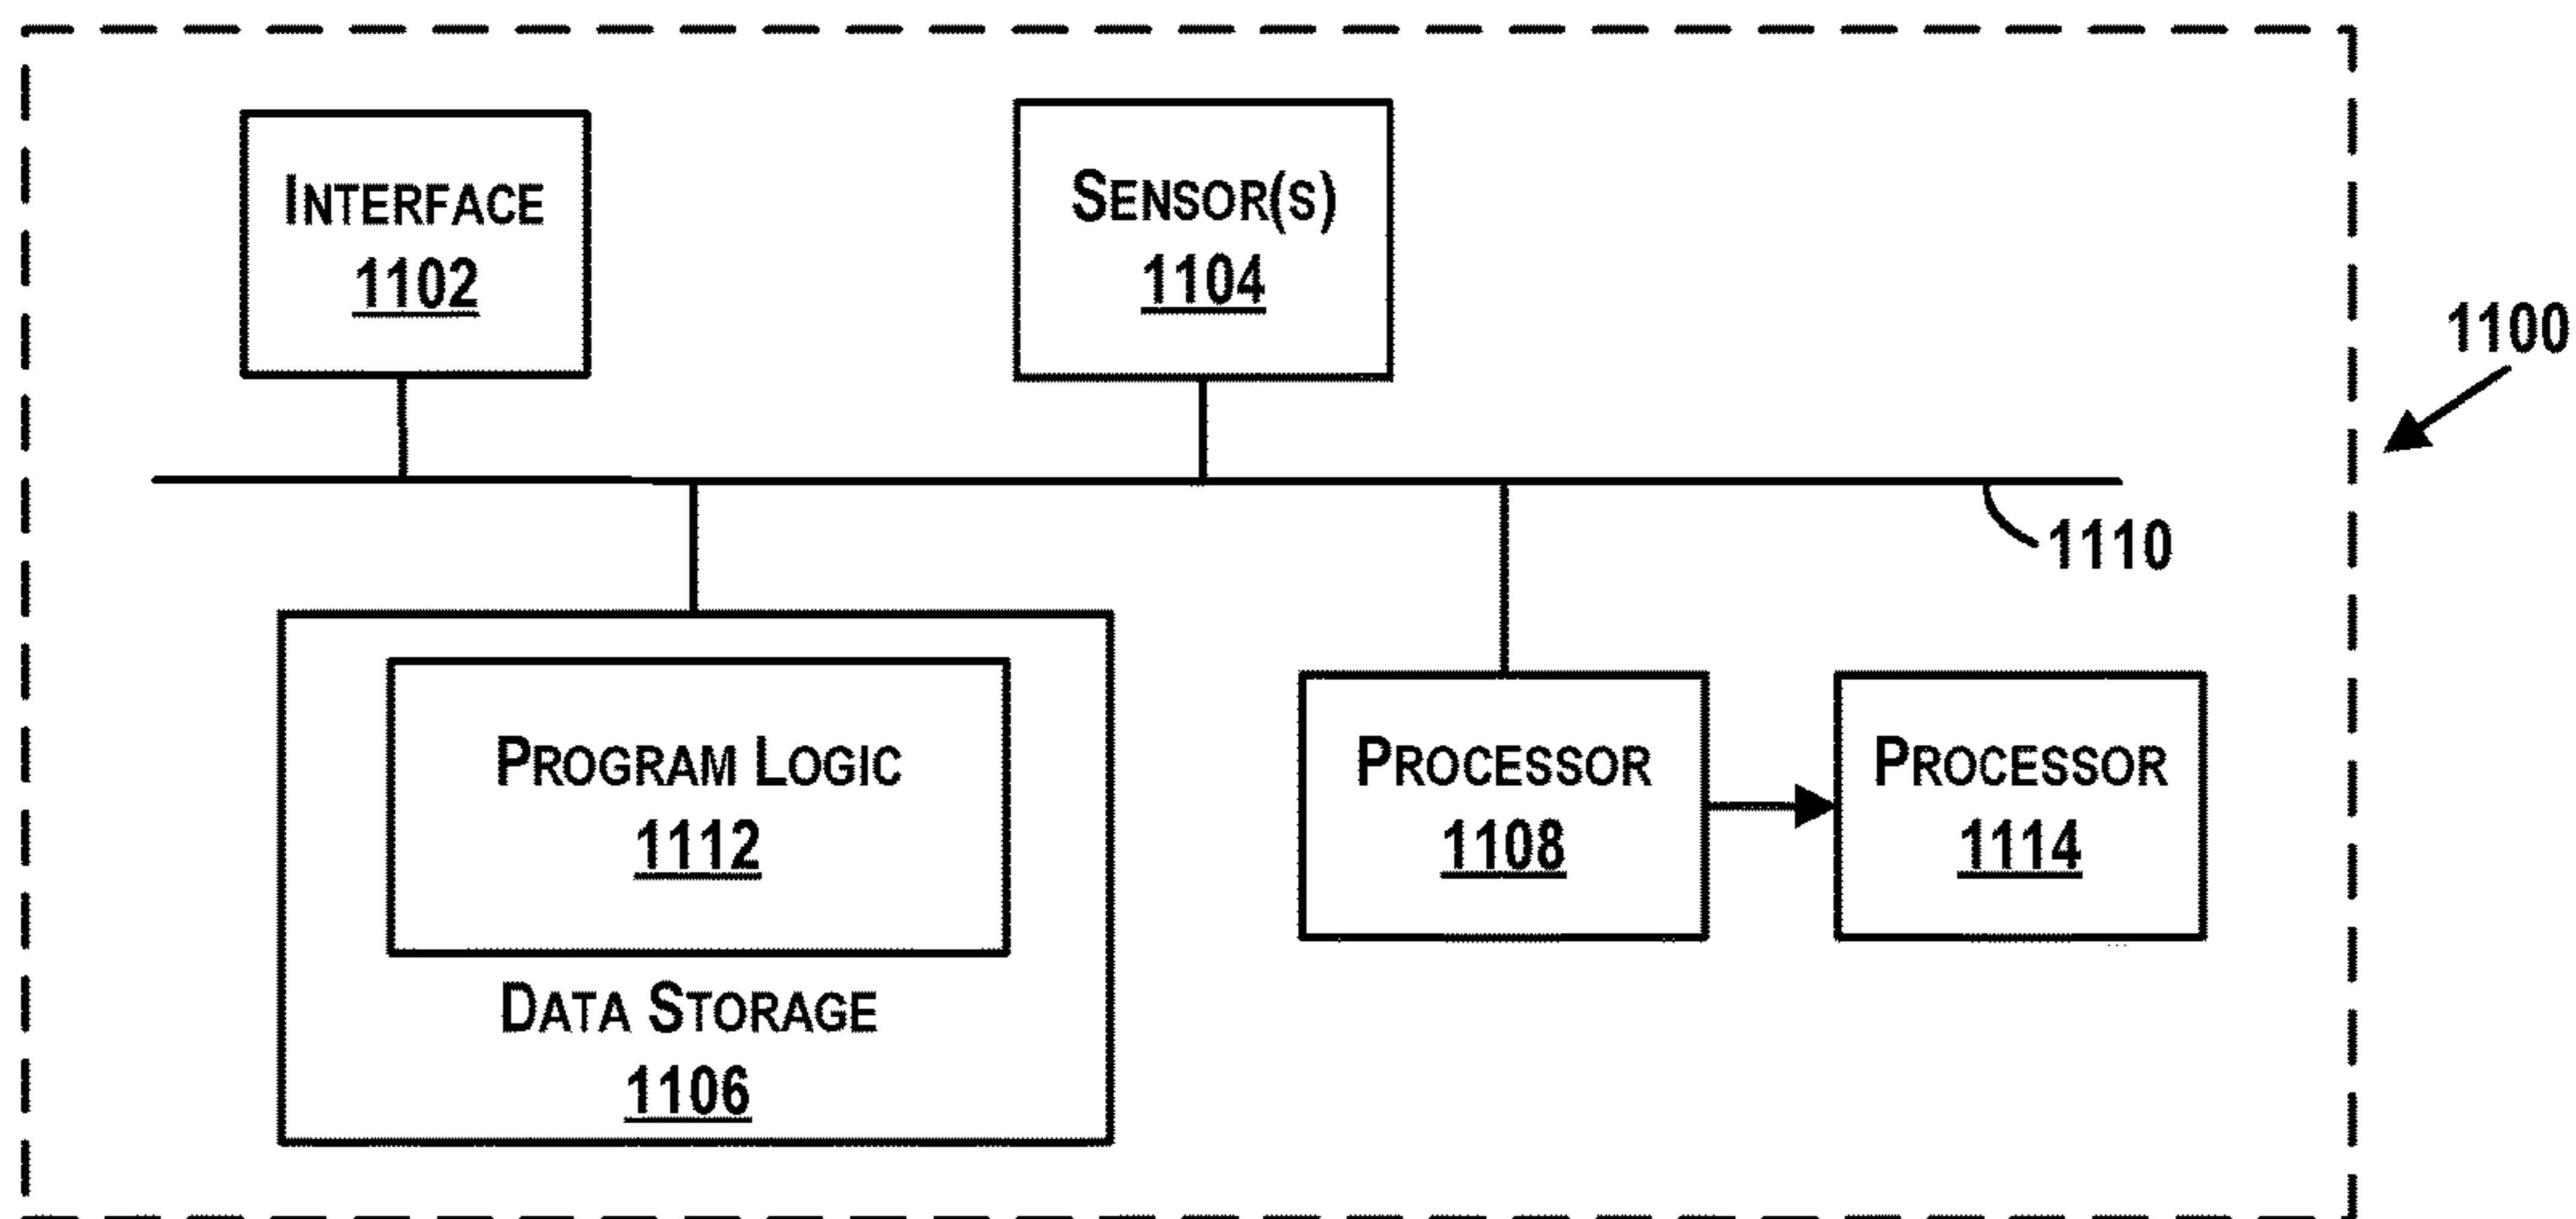 INTERFACE
1102
SENSOR(S)
1104
1100
1110
PROGRAM LOGIC
1112
DATA STORAGE
1106
PROCESSOR
1108
PROCESSOR
1114